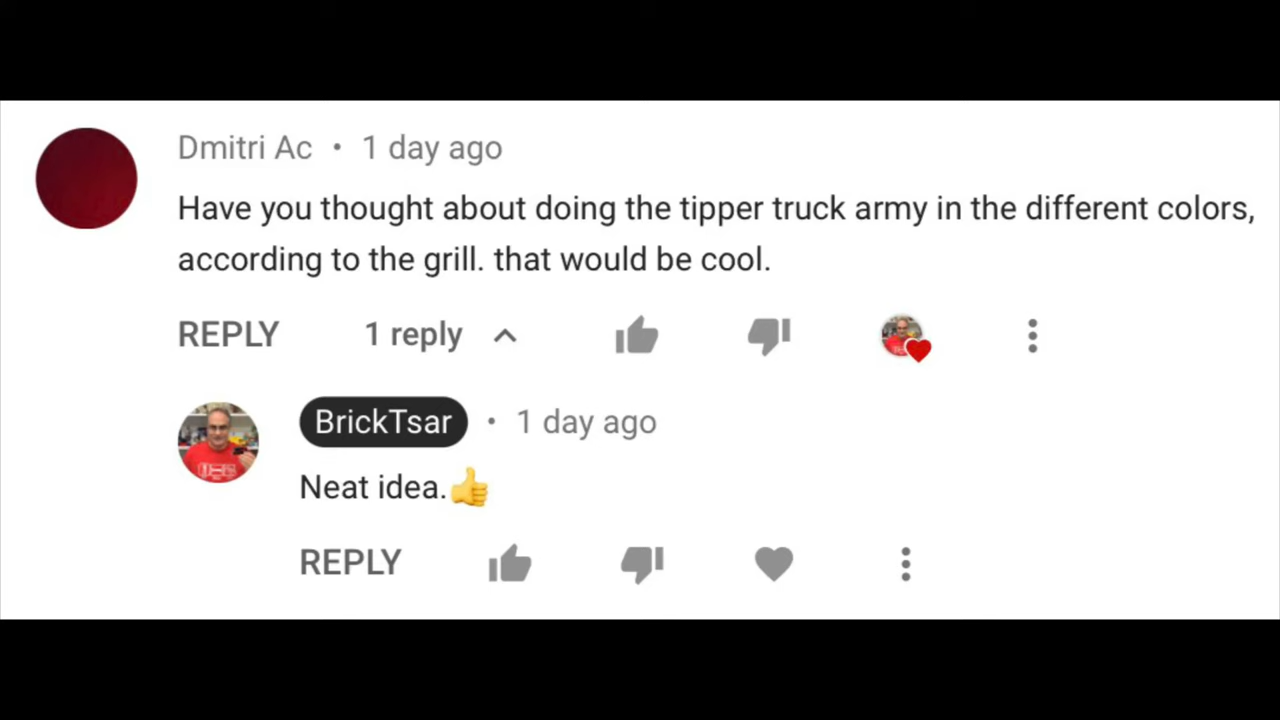 Dmitri Ac • 1 day ago
Have you thought about doing the tipper truck army in the different colors,
according to the grill. that would be cool.
REPLY 1 reply
BrickTsar • 1 day ago
Neat idea.👍
REPLY